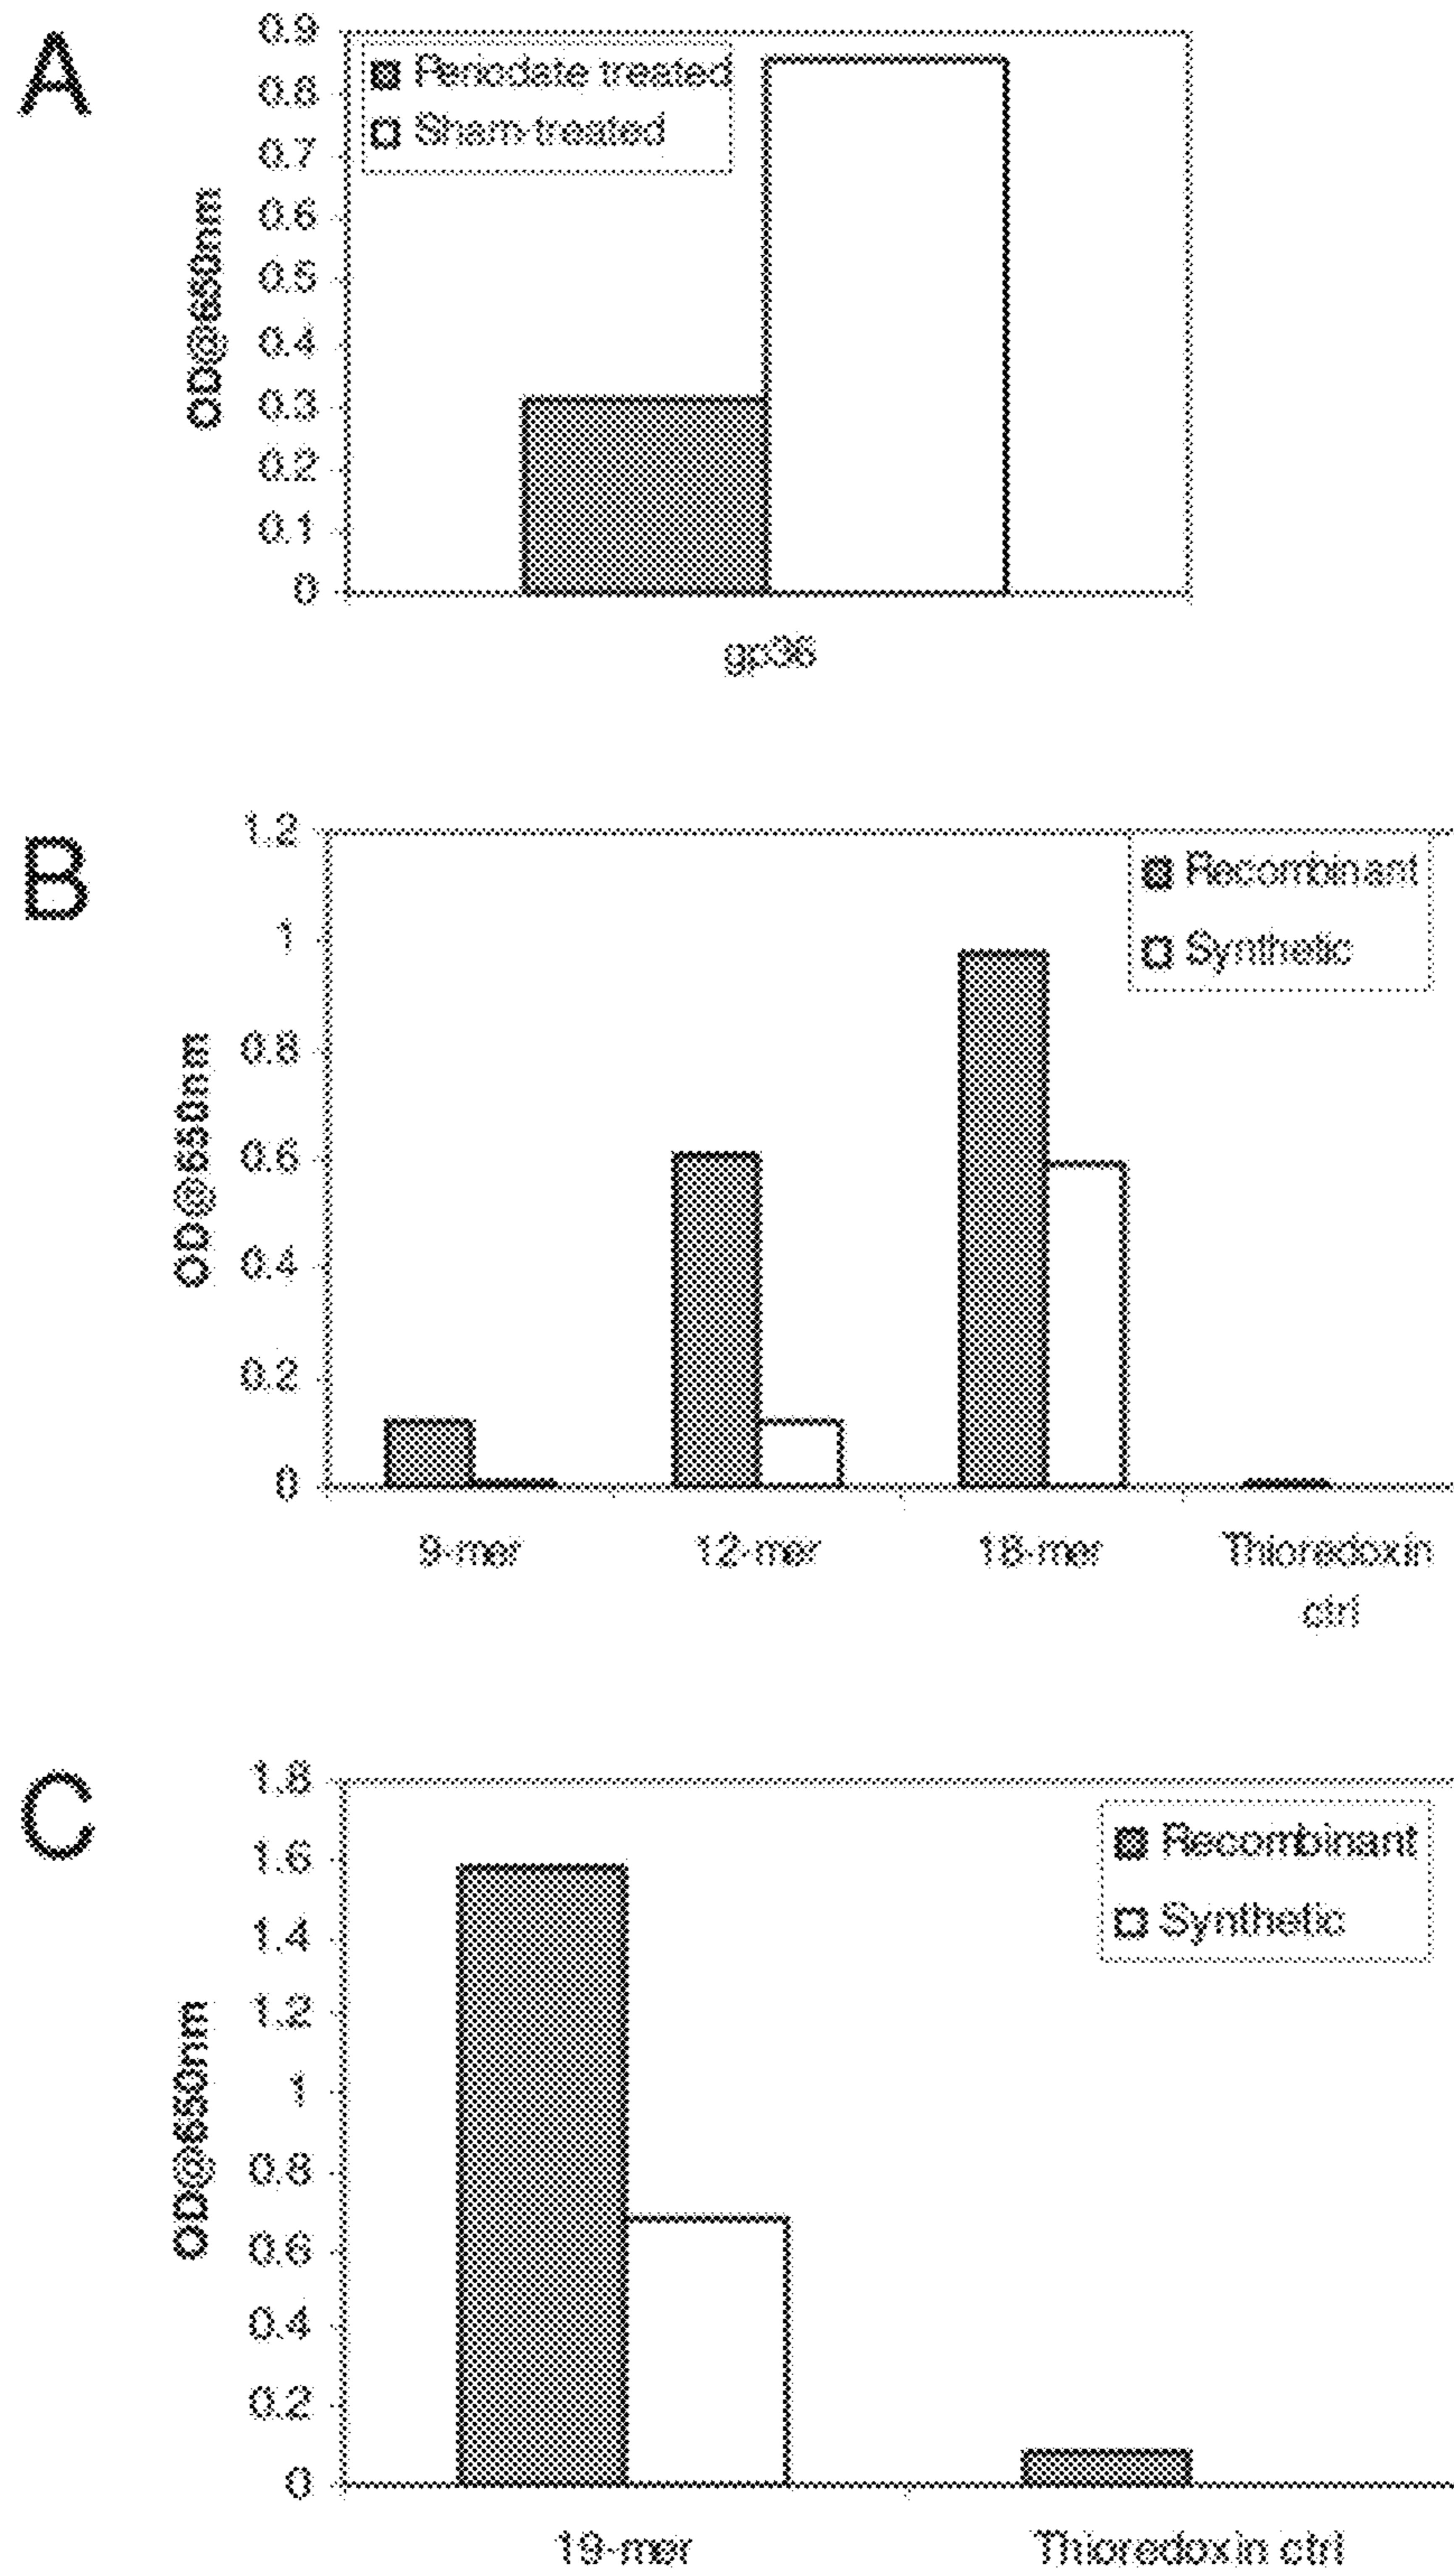 A
0.9
0.8
0.7
0.6
0.5
0.4
0.3
0.2
0.1
0
OD@650nm
Periodate treated
Sham-treated
gp36
B
1.2
1
0.8
0.6
0.4
0.2
0
OD@650nm
Recombinant
Synthetic
9-mer 12-mer 18-mer Thioredoxin
ctrl
C
1.8
1.6
1.4
1.2
1
0.8
0.6
0.4
0.2
0
OD@650nm
Recombinant
Synthetic
19-mer Thioredoxin ctrl